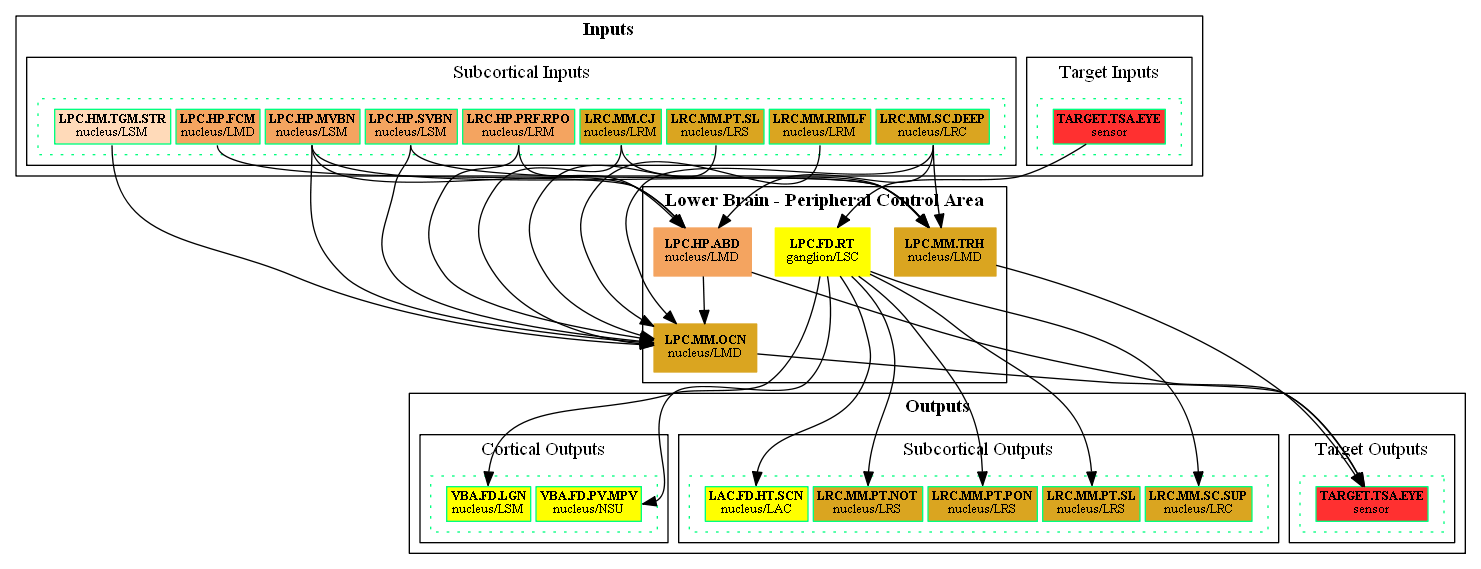 Inputs
Subcortical Inputs
Target Inputs
LPC.HM.TGM.STR
nucleus/LSM
LPC.HP.FCM
nucleus/LMD
LPC.HP.MVBN
nucleus/LSM
LPC.HP.SVBN
nucleus/LSM
LRC.HP.PRF.RPO
nucleus/LRM
LRC.MM.CJ
nucleus/LRM
LRC.MM.PT.SL
nucleus/LRS
LRC.MM.RIMLF
nucleus/LRM
LRC.MM.SC.DEEP
nucleus/LRC
TARGET.TSA.EYE
sensor
Lower Brain - Peripheral Control Area
LPC.HP.ABD
nucleus/LMD
LPC.FD.RT
ganglion/LSC
LPC.MM.TRH
nucleus/LMD
LPC.MM.OCN
nucleus/LMD
Outputs
Cortical Outputs
Subcortical Outputs
Target Outputs
VBA.FD.LGN
nucleus/LSM
VBA.FD.PV.MPV
nucleus/NSU
LAC.FD.HT.SCN
nucleus/LAC
LRC.MM.PT.NOT
nucleus/LRS
LRC.MM.PT.PON
nucleus/LRS
LRC.MM.PT.SL
nucleus/LRS
LRC.MM.SC.SUP
nucleus/LRC
TARGET.TSA.EYE
sensor